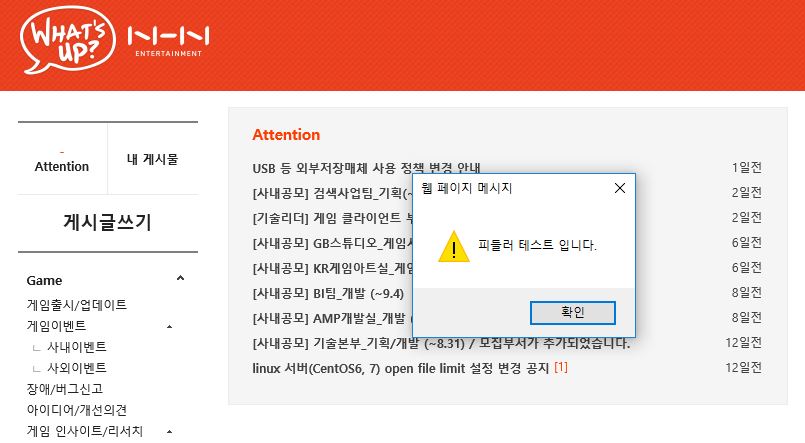 WHAT'S UP?
NHN
ENTERTAINMENT
Attention
내 게시물
게시글쓰기
Game
게임출시/업데이트
게임이벤트
사내이벤트
사외이벤트
장애/버그신고
아이디어/개선의견
게임 인사이트/리서치
Attention
USB 등 외부저장매체 사용 정책 변경 안내 1일전
[사내공모] 검색사업팀_기획(~ 2일전
[기술리더] 게임 클라이언트 부 2일전
[사내공모] GB스튜디오_게임 6일전
[사내공모] KR게임아트실_게임 6일전
[사내공모] BI팀_개발 (~9.4) 8일전
[사내공모] AMP개발실_개발 ( 8일전
[사내공모] 기술본부_기획/개발 (~8.31) / 모집부서가 추가되었습니다. 12일전
linux 서버(CentOS6, 7) open file limit 설정 변경 공지 [1] 12일전
웹 페이지 메시지
피들러 테스트 입니다.
확인